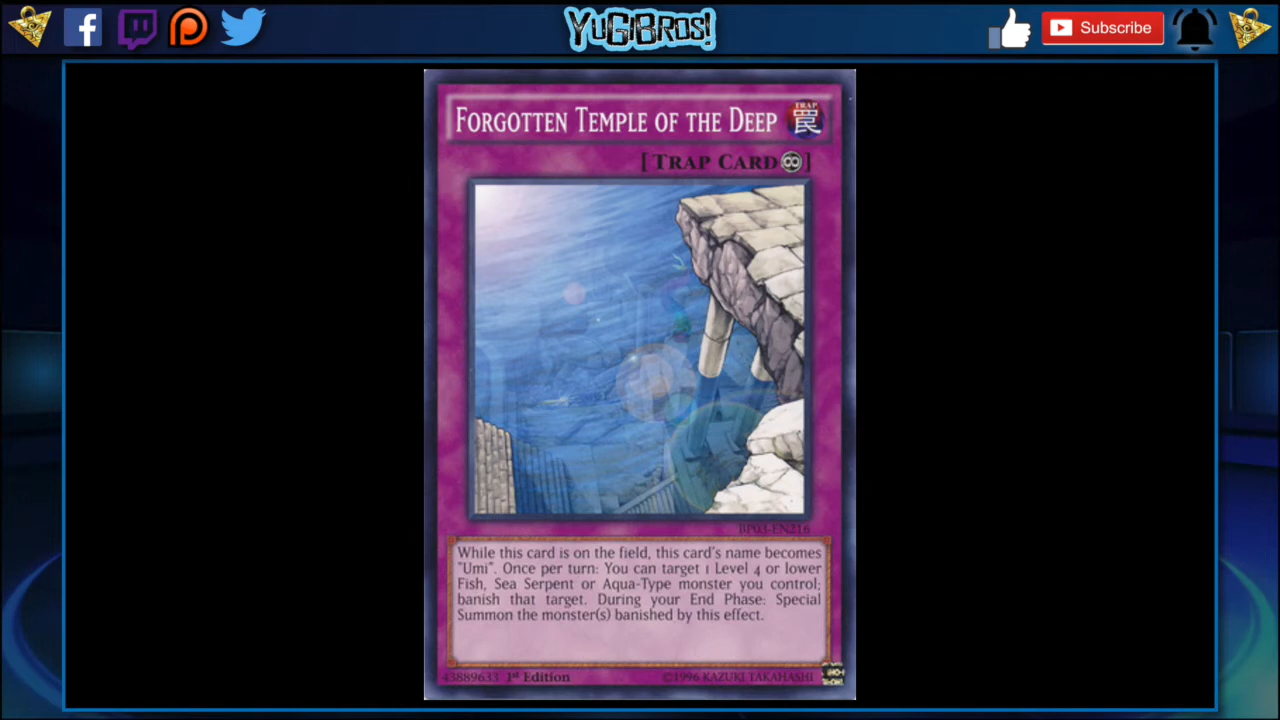 YUGIBROS!
Subscribe
FORGOTTEN TEMPLE OF THE DEEP
TRAP
罠
[ TRAP CARD ]
BP03-EN216
While this card is on the field, this card's name becomes
"Umi". Once per turn: You can target 1 Level 4 or lower
Fish, Sea Serpent or Aqua-Type monster you control;
banish that target. During your End Phase: Special
Summon the monster(s) banished by this effect.
43889633 1st Edition
©1996 KAZUKI TAKAHASHI